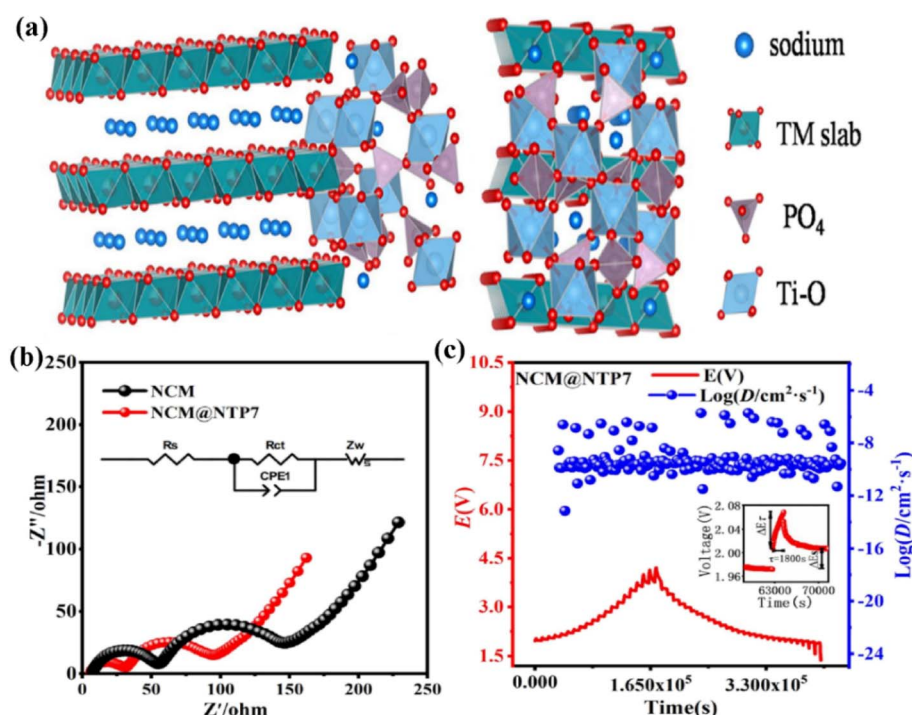 (a)
sodium
TM slab
PO4
Ti-O
(b)
250
200
150
100
50
0
-Z''/ohm
NCM
NCM@NTP7
Rs
Rct
Zw
s
CPE1
0 50 100 150 200 250
Z'/ohm
(c)
10.5
9.0
7.5
6.0
4.5
3.0
1.5
E(V)
NCM@NTP7
E(V)
Log(D/cm²·s⁻¹)
-4
-8
-12
-16
-20
-24
Log(D/cm²·s⁻¹)
2.08
2.04
2.00
1.96
Voltage(V)
ΔEτ
τ=1800s
ΔEs
63000 70000
Time(s)
0.000 1.650x10⁵ 3.300x10⁵
Time(s)